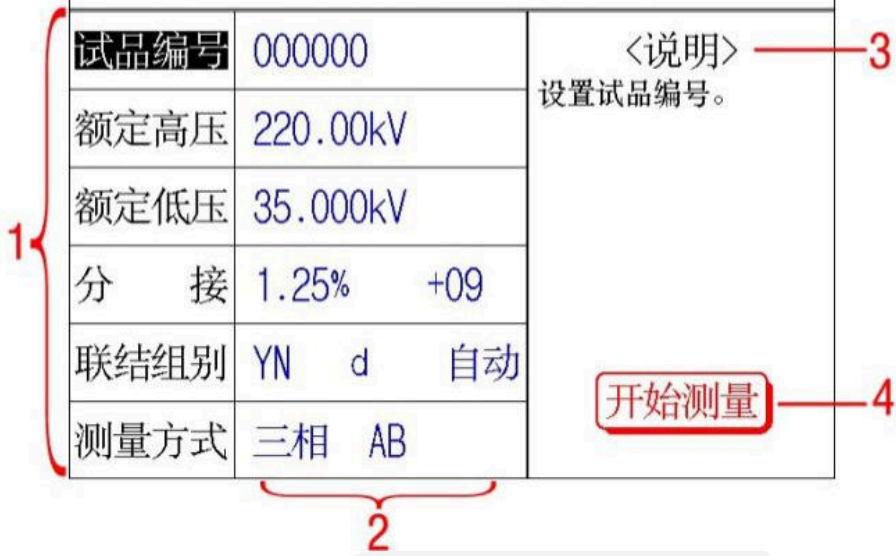 试品编号 000000
额定高压 220.00kV
额定低压 35.000kV
分 接 1.25% +09
联结组别 YN d 自动
测量方式 三相 AB
<说明>
设置试品编号。
开始测量
1
2
3
4